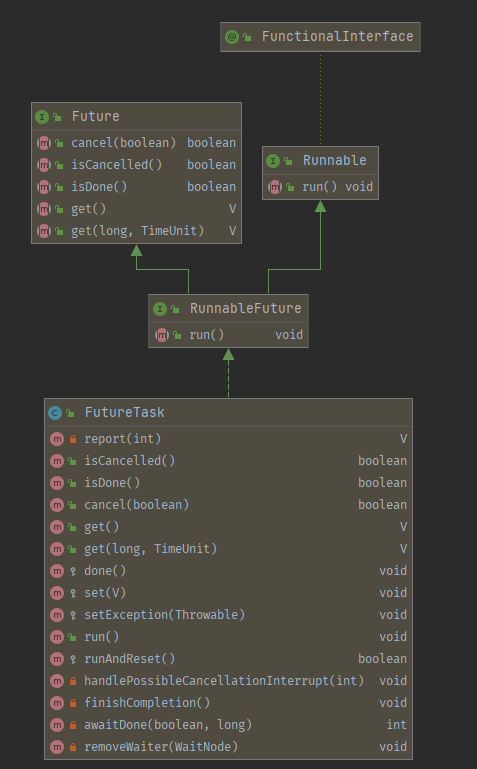 FunctionalInterface
Future
cancel(boolean) boolean
isCancelled() boolean
isDone() boolean
get() V
get(long, TimeUnit) V
Runnable
run() void
RunnableFuture
run() void
FutureTask
report(int) V
isCancelled() boolean
isDone() boolean
cancel(boolean) boolean
get() V
get(long, TimeUnit) V
done() void
set(V) void
setException(Throwable) void
run() void
runAndReset() boolean
handlePossibleCancellationInterrupt(int) void
finishCompletion() void
awaitDone(boolean, long) int
removeWaiter(WaitNode) void